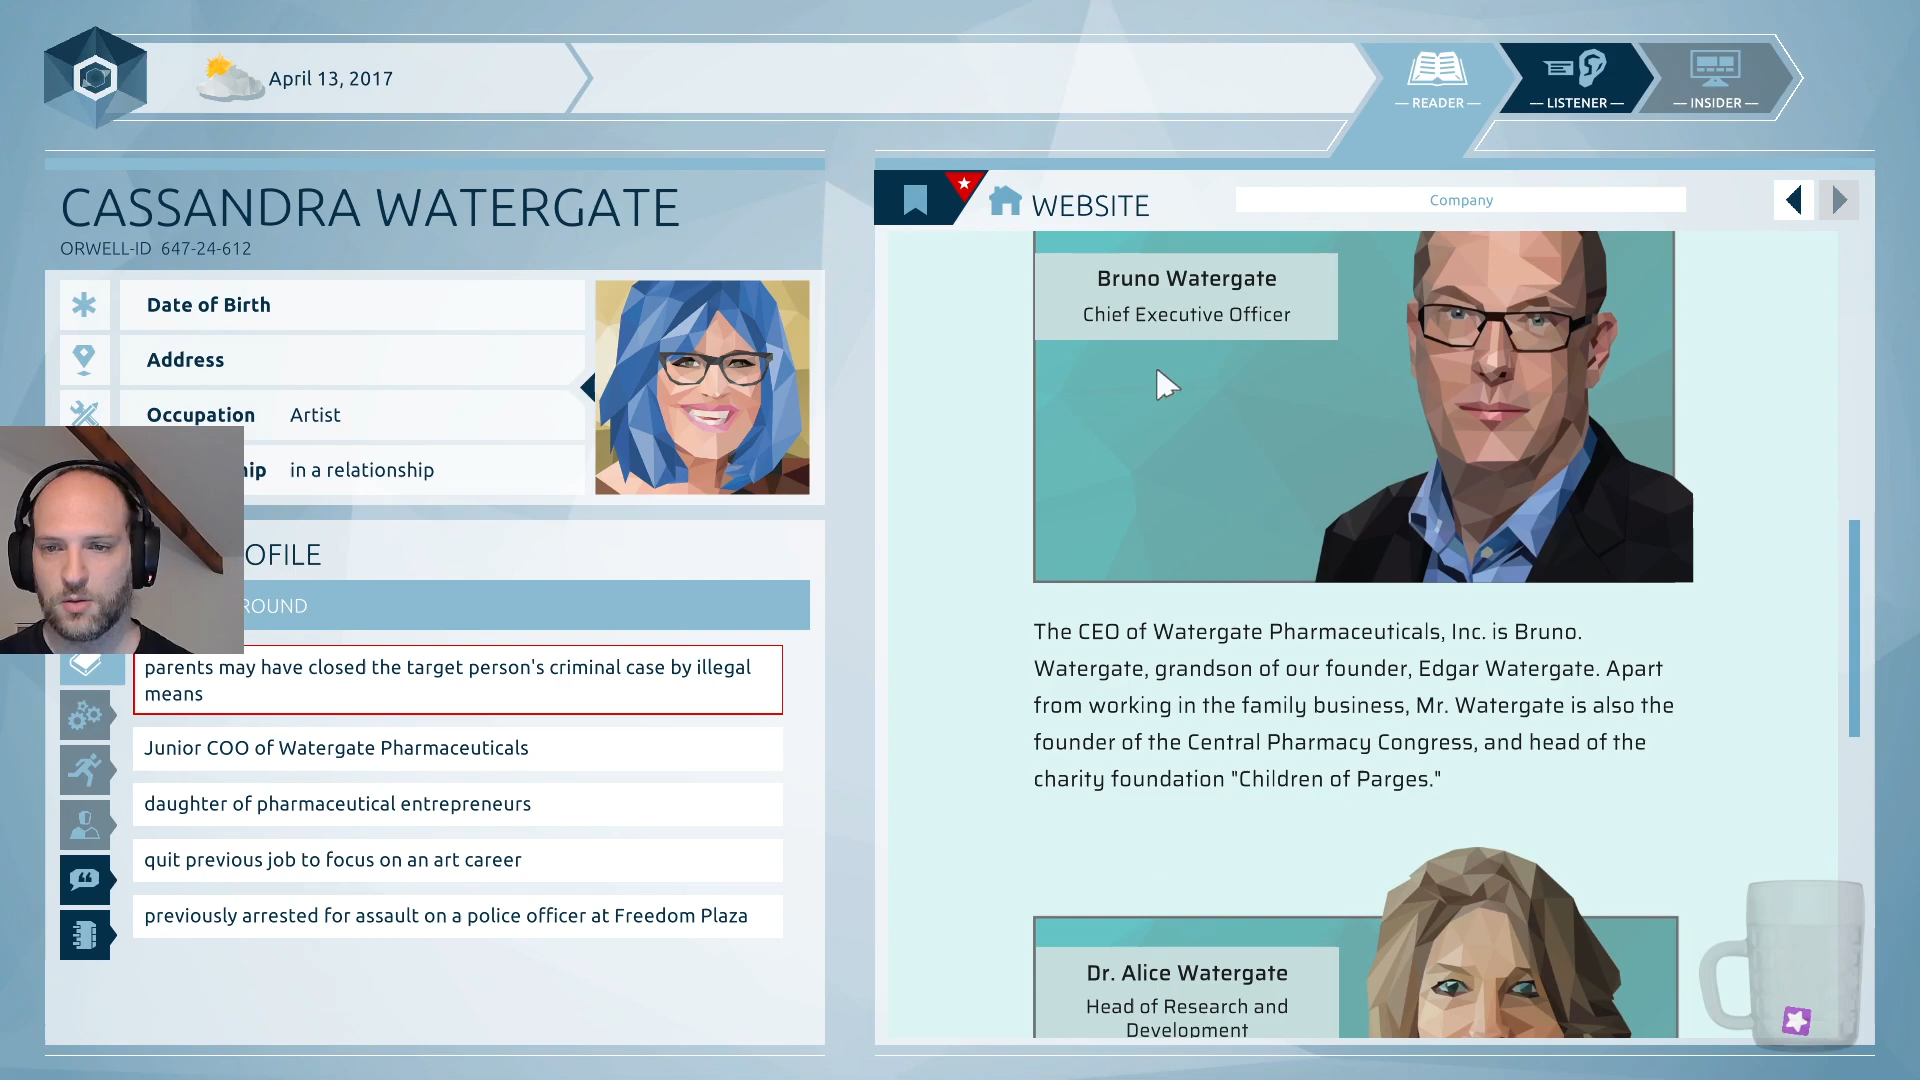 April 13, 2017
— READER —
— LISTENER —
— INSIDER —
CASSANDRA WATERGATE
ORWELL-ID 647-24-612
Date of Birth
Address
Occupation Artist
ip in a relationship
OFILE
ROUND
parents may have closed the target person's criminal case by illegal
means
Junior COO of Watergate Pharmaceuticals
daughter of pharmaceutical entrepreneurs
quit previous job to focus on an art career
previously arrested for assault on a police officer at Freedom Plaza
WEBSITE
Company
Bruno Watergate
Chief Executive Officer
The CEO of Watergate Pharmaceuticals, Inc. is Bruno.
Watergate, grandson of our founder, Edgar Watergate. Apart
from working in the family business, Mr. Watergate is also the
founder of the Central Pharmacy Congress, and head of the
charity foundation "Children of Parges."
Dr. Alice Watergate
Head of Research and
Development